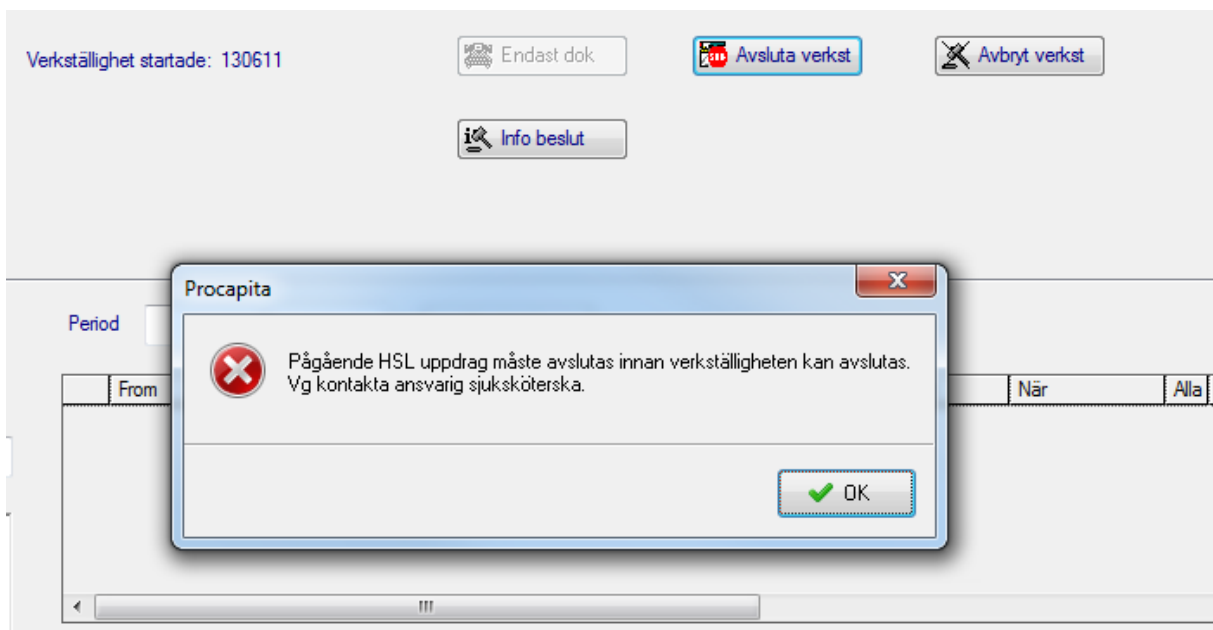 Verkställighet startade: 130611
Endast dok
Avsluta verkst
Avbryt verkst
Info beslut
Procapita
Period
Pågående HSL uppdrag måste avslutas innan verkställigheten kan avslutas.
Vg kontakta ansvarig sjuksköterska.
From
När
Alla
OK